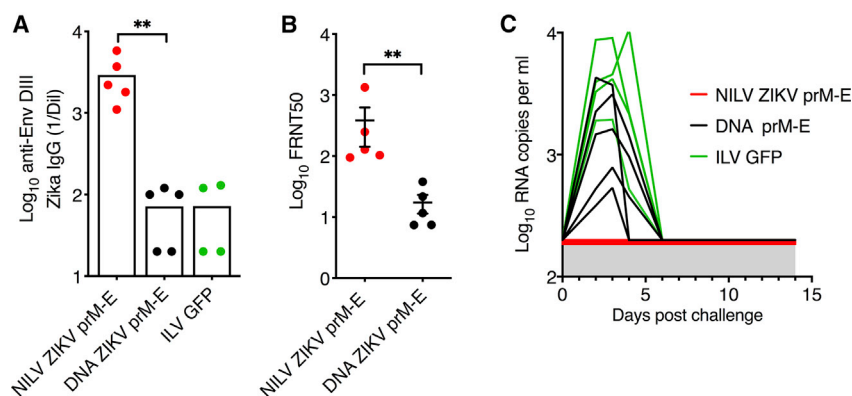 A
**
4
3
2
1
Log10 anti-Env DIII
Zika IgG (1/Dil)
NILV ZIKV prM-E
DNA ZIKV prM-E
ILV GFP
B
**
4
3
2
1
0
Log10 FRNT50
NILV ZIKV prM-E
DNA ZIKV prM-E
C
4
3
2
Log10 RNA copies per ml
NILV ZIKV prM-E
DNA prM-E
ILV GFP
0 5 10 15
Days post challenge